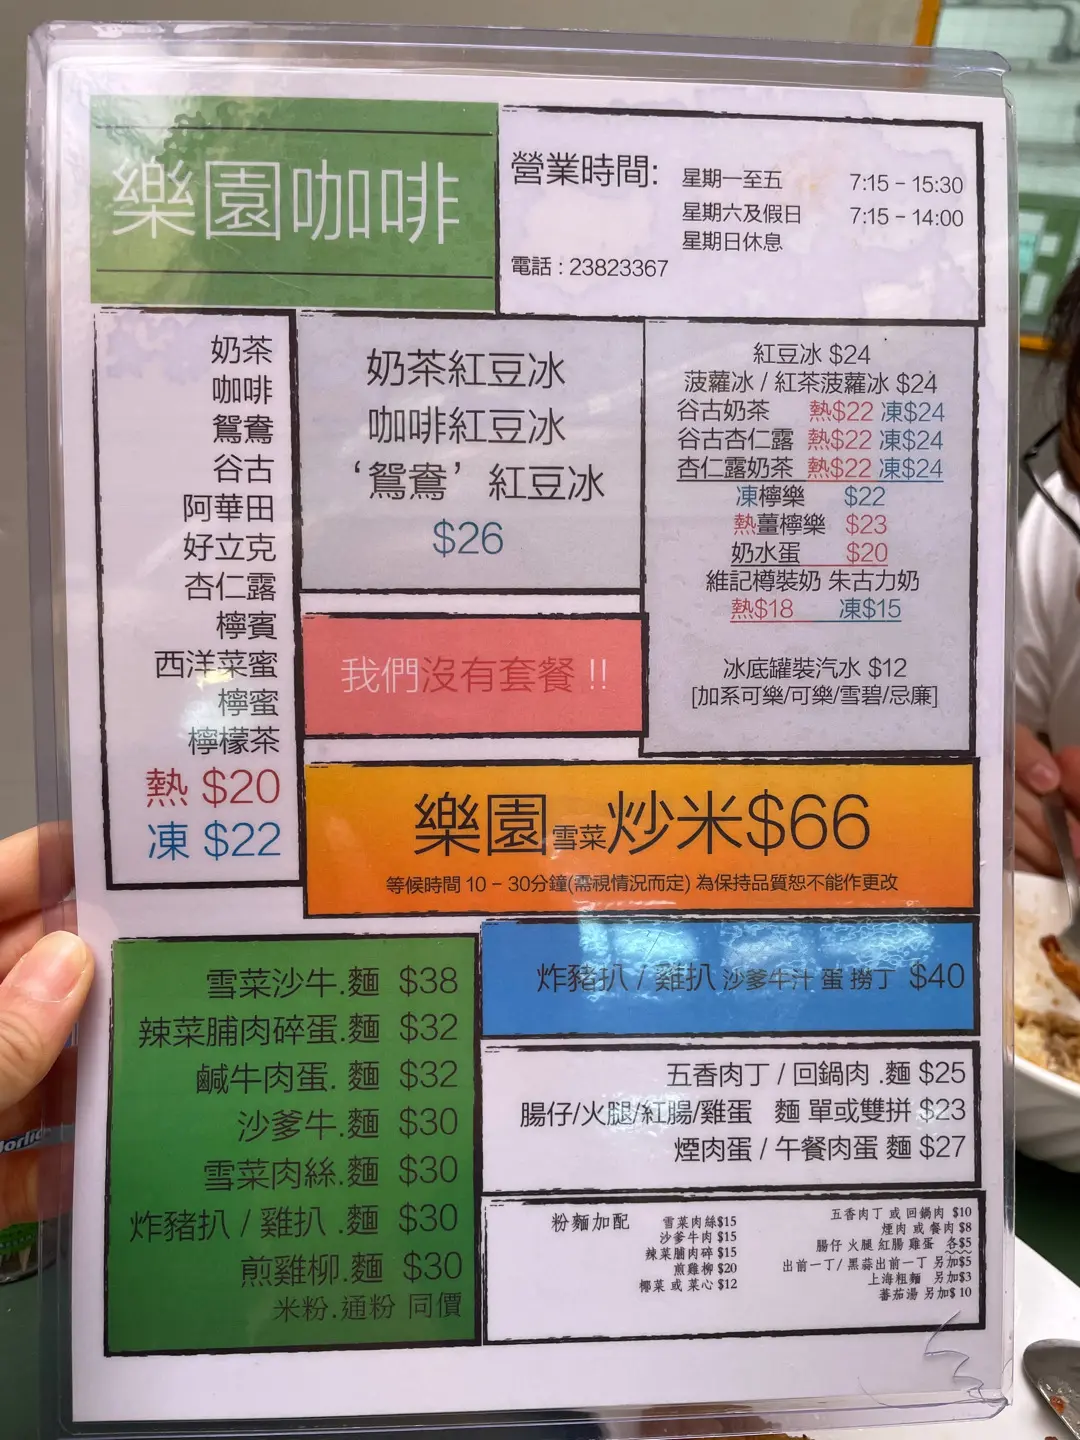 樂園咖啡
營業時間: 星期一至五 7:15 - 15:30
星期六及假日 7:15 - 14:00
星期日休息
電話 : 23823367
奶茶
咖啡
鴛鴦
谷古
阿華田
好立克
杏仁露
檸賓
西洋菜蜜
檸蜜
檸檬茶
熱 $20
凍 $22
奶茶紅豆冰
咖啡紅豆冰
‘鴛鴦’ 紅豆冰
$26
紅豆冰 $24
菠蘿冰 / 紅茶菠蘿冰 $24
谷古奶茶 熱$22 凍$24
谷古杏仁露 熱$22 凍$24
杏仁露奶茶 熱$22 凍$24
凍檸樂 $22
熱薑檸樂 $23
奶水蛋 $20
維記樽裝奶 朱古力奶
熱$18 凍$15
冰底罐裝汽水 $12
[加系可樂/可樂/雪碧/忌廉]
我們沒有套餐 !!
樂園雪菜炒米$66
等候時間 10 - 30分鐘(需視情況而定) 為保持品質恕不能作更改
雪菜沙牛.麵 $38
辣菜脯肉碎蛋.麵 $32
鹹牛肉蛋. 麵 $32
沙爹牛.麵 $30
雪菜肉絲.麵 $30
炸豬扒 / 雞扒 .麵 $30
煎雞柳.麵 $30
米粉.通粉 同價
炸豬扒 / 雞扒 沙爹牛汁 蛋 撈丁 $40
五香肉丁 / 回鍋肉 .麵 $25
腸仔/火腿/紅腸/雞蛋 麵 單或雙拼 $23
煙肉蛋 / 午餐肉蛋 麵 $27
粉麵加配
雪菜肉絲$15
沙爹牛肉 $15
辣菜脯肉碎 $15
煎雞柳 $20
椰菜 或 菜心 $12
五香肉丁 或 回鍋肉 $10
煙肉 或 餐肉 $8
腸仔 火腿 紅腸 雞蛋 各$5
出前一丁/ 黑蒜出前一丁 另加$5
上海粗麵 另加$3
蕃茄湯 另加$ 10